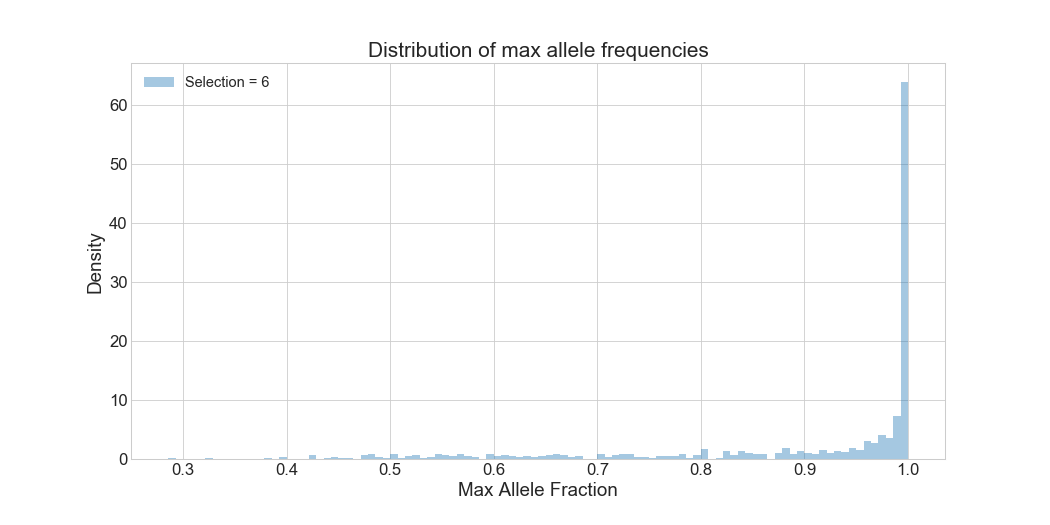 Distribution of max allele frequencies
Selection = 6
60
50
40
30
20
10
0
Density
0.3 0.4 0.5 0.6 0.7 0.8 0.9 1.0
Max Allele Fraction